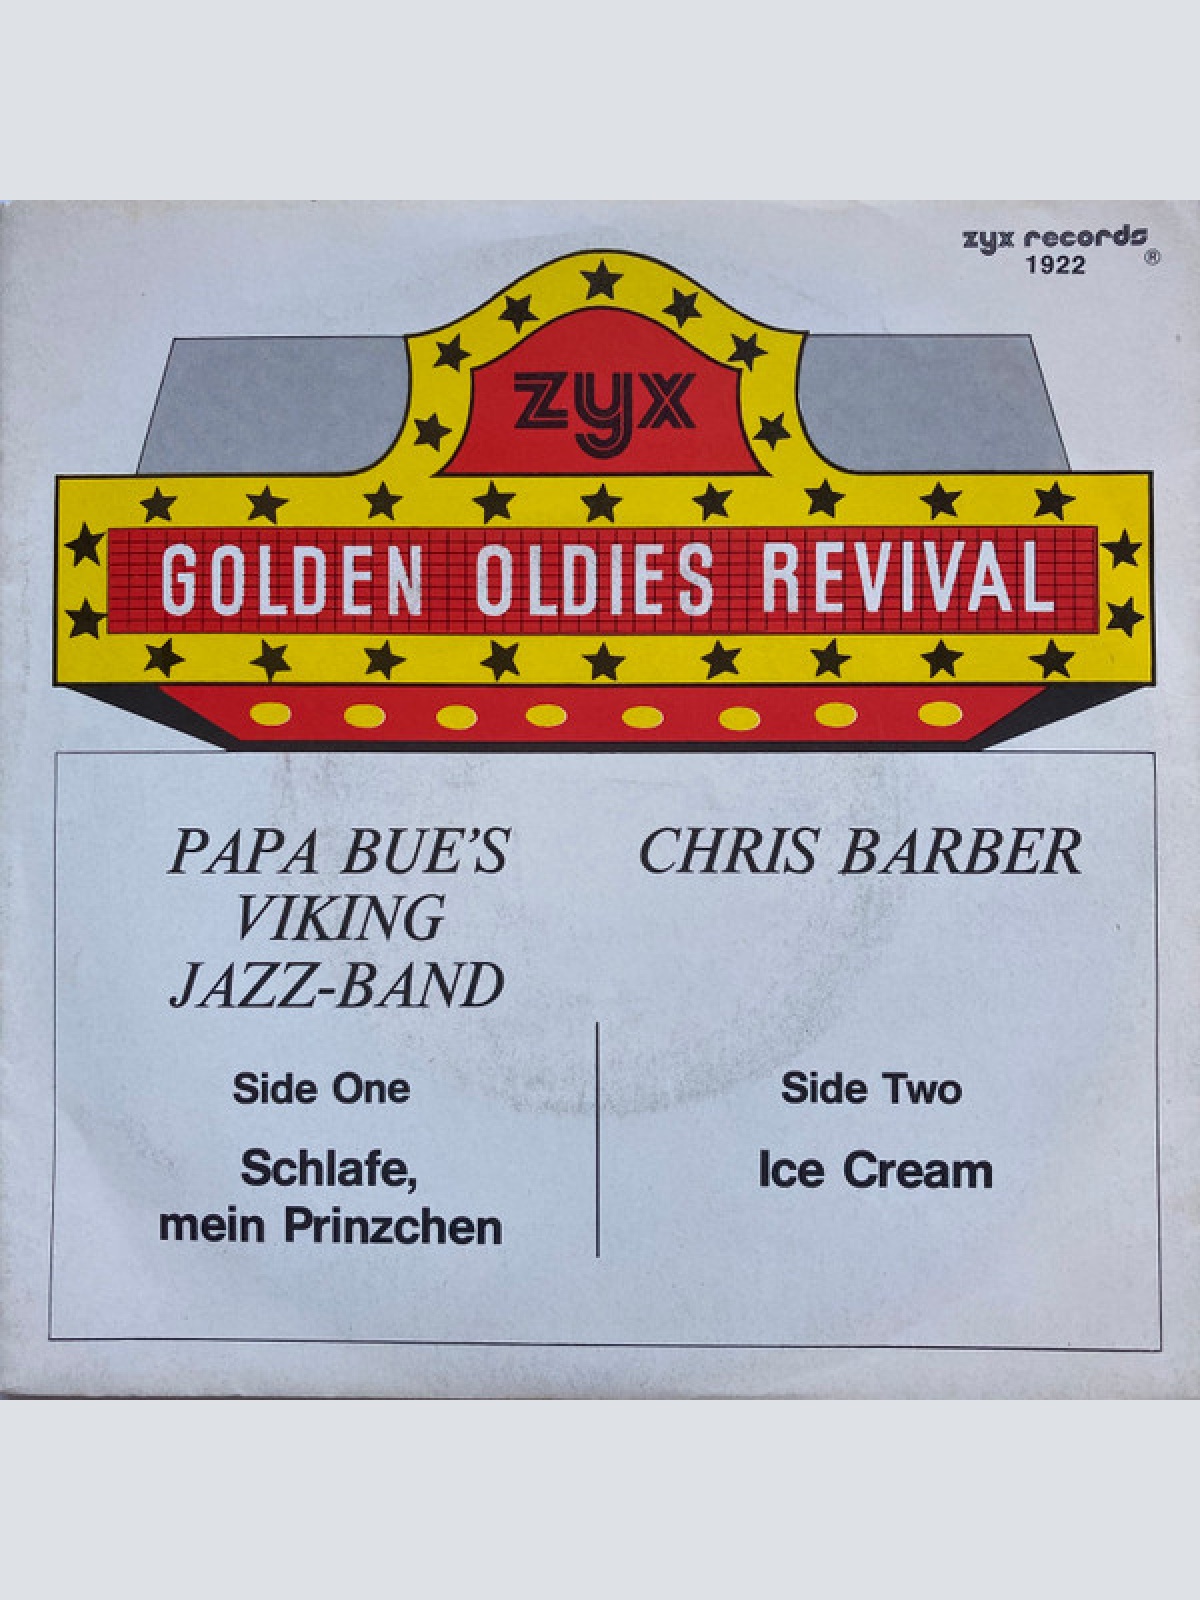 zyx records
1922 ®
zyx
GOLDEN OLDIES REVIVAL
PAPA BUE'S
VIKING
JAZZ-BAND
Side One
Schlafe,
mein Prinzchen
CHRIS BARBER
Side Two
Ice Cream